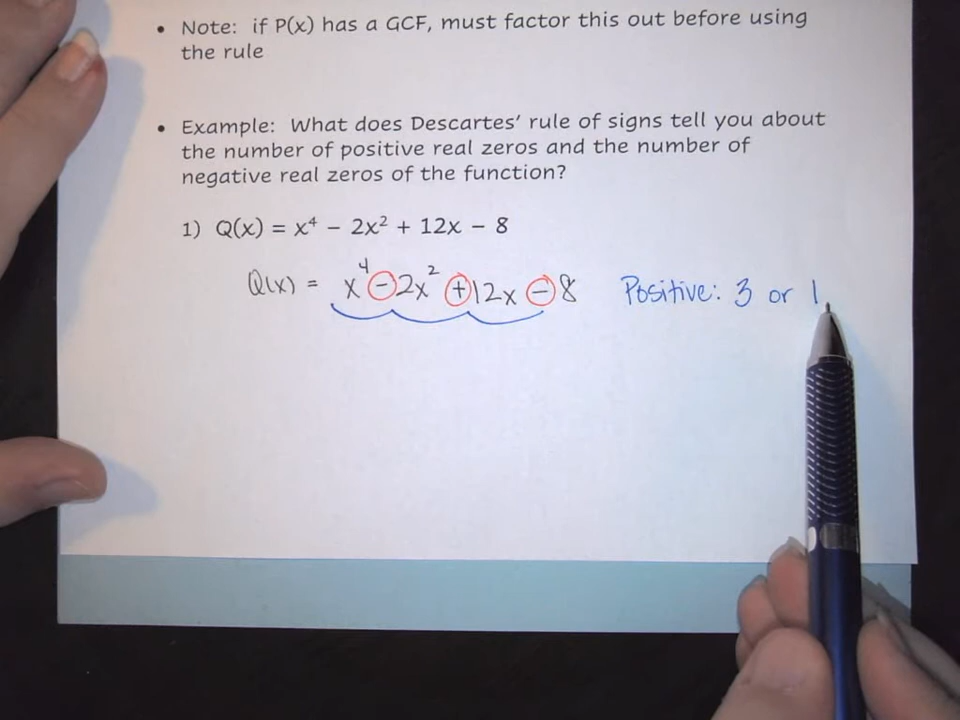 • Note: if P(x) has a GCF, must factor this out before using
the rule
• Example: What does Descartes' rule of signs tell you about
the number of positive real zeros and the number of
negative real zeros of the function?
1) Q(x) = x⁴ − 2x² + 12x − 8
Q(x) = x⁴ − 2x² + 12x − 8 Positive: 3 or 1